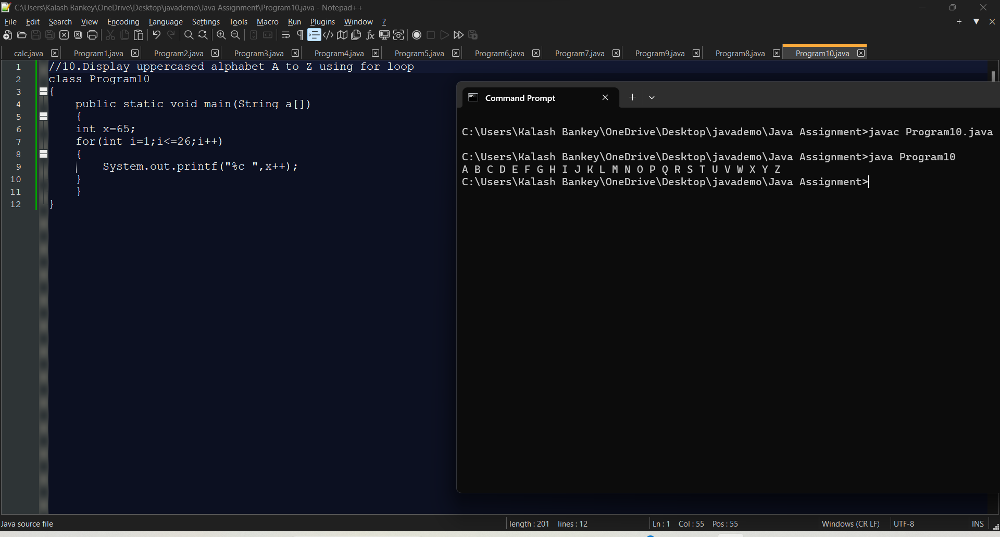 C:\Users\Kalash Bankey\OneDrive\Desktop\javademo\Java Assignment\Program10.java - Notepad++
File Edit Search View Encoding Language Settings Tools Macro Run Plugins Window ?
calc.java Program1.java Program2.java Program3.java Program4.java Program5.java Program6.java Program7.java Program9.java Program8.java Program10.java
1 //10.Display uppercased alphabet A to Z using for loop
2 class Program10
3 {
4 public static void main(String a[])
5 {
6 int x=65;
7 for(int i=1;i<=26;i++)
8 {
9 System.out.printf("%c ",x++);
10 }
11 }
12 }
Command Prompt
C:\Users\Kalash Bankey\OneDrive\Desktop\javademo\Java Assignment>javac Program10.java
C:\Users\Kalash Bankey\OneDrive\Desktop\javademo\Java Assignment>java Program10
A B C D E F G H I J K L M N O P Q R S T U V W X Y Z
C:\Users\Kalash Bankey\OneDrive\Desktop\javademo\Java Assignment>
Java source file length : 201 lines : 12 Ln : 1 Col : 55 Pos : 55 Windows (CR LF) UTF-8 INS